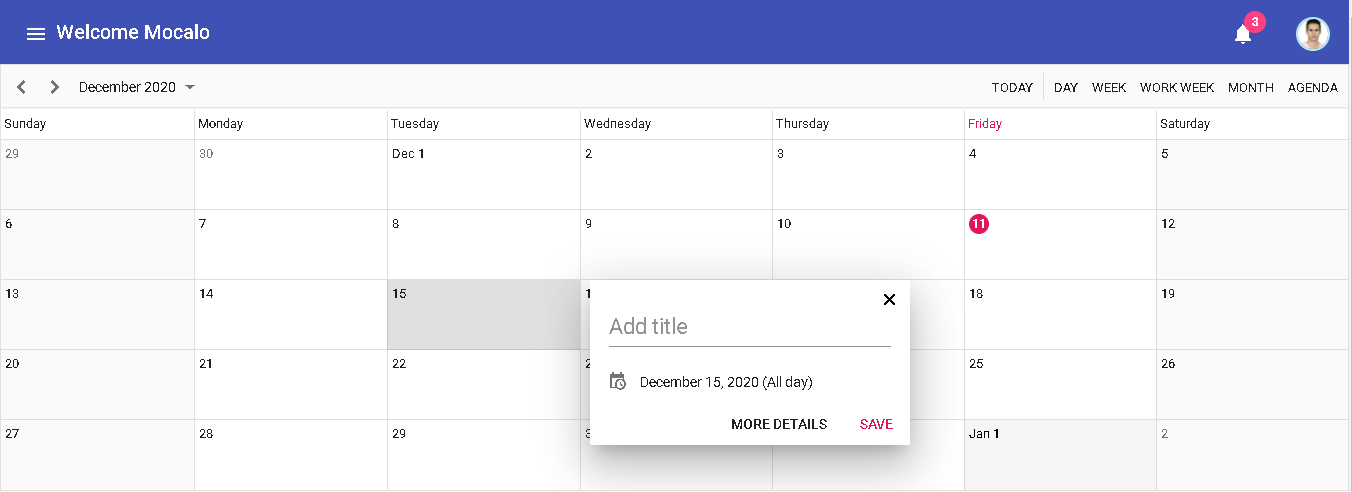 Welcome Mocalo
3
December 2020
TODAY DAY WEEK WORK WEEK MONTH AGENDA
Sunday Monday Tuesday Wednesday Thursday Friday Saturday
29 30 Dec 1 2 3 4 5
6 7 8 9 10 11 12
13 14 15 18 19
Add title
20 21 22 25 26
December 15, 2020 (All day)
MORE DETAILS SAVE
27 28 29 Jan 1 2